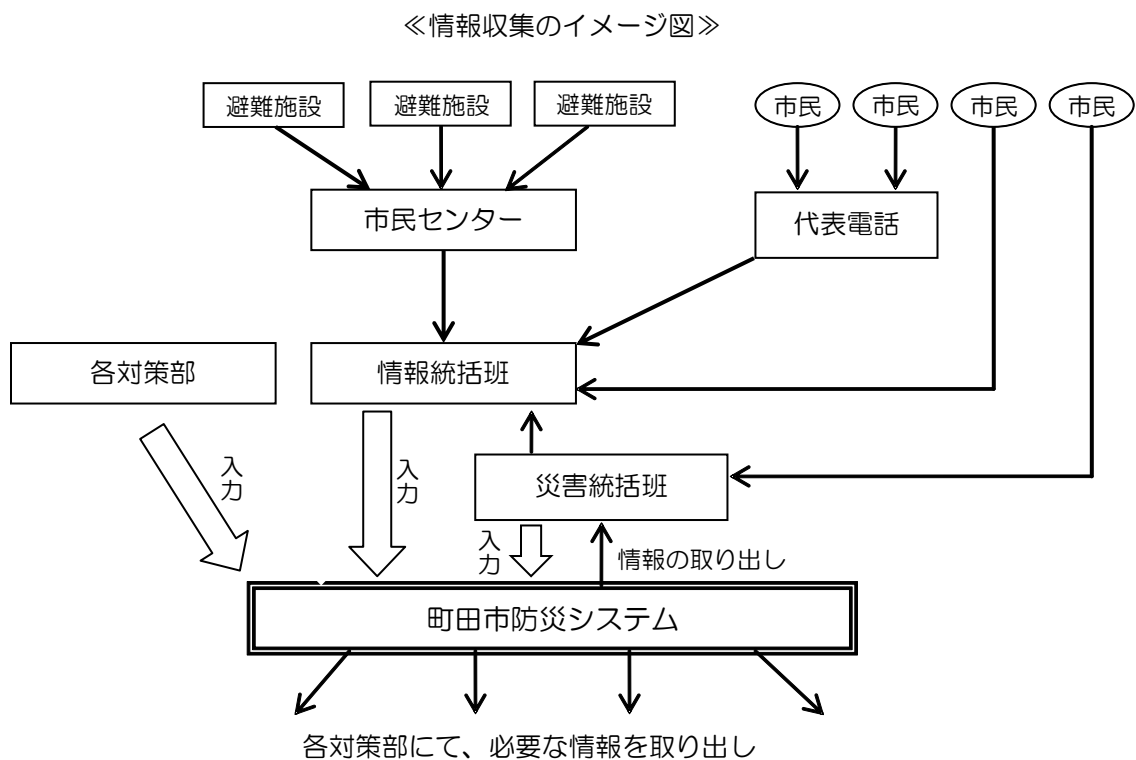 ≪情報収集のイメージ図≫
避難施設
避難施設
避難施設
市民
市民
市民
市民
市民センター
代表電話
各対策部
情報統括班
入力
入力
災害統括班
入力
情報の取り出し
町田市防災システム
各対策部にて、必要な情報を取り出し